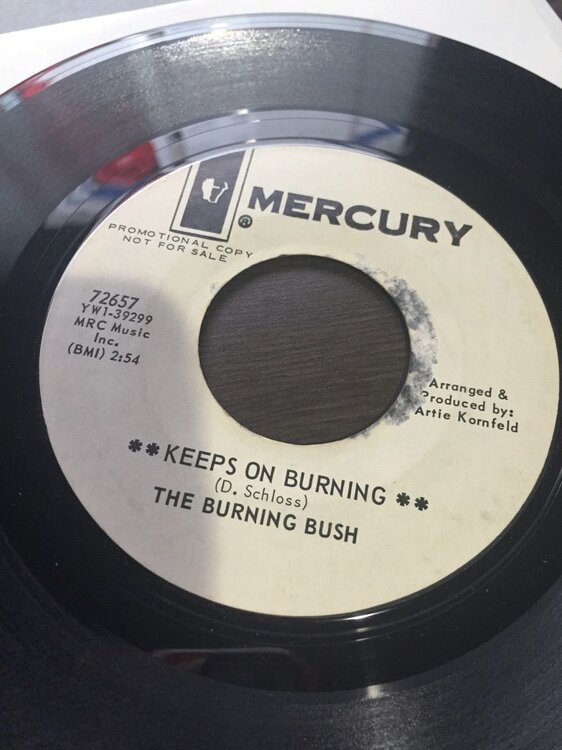 ® MERCURY
PROMOTIONAL COPY
NOT FOR SALE
72657
YW1-39299
MRC Music
Inc.
(BMI) 2:54
Arranged &
Produced by:
Artie Kornfeld
**KEEPS ON BURNING**
(D. Schloss)
THE BURNING BUSH